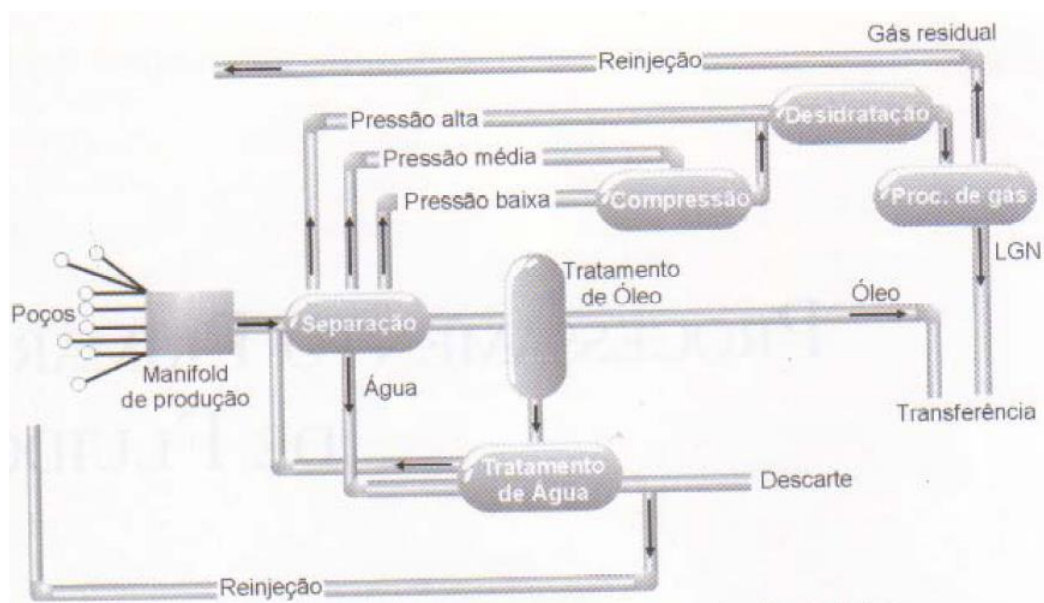 Gás residual
Reinjeção
Pressão alta
Desidratação
Pressão média
Pressão baixa
Compressão
Proc. de gás
LGN
Tratamento
de Óleo
Óleo
Poços
Separação
Manifold
de produção
Água
Transferência
Tratamento
de Água
Descarte
Reinjeção